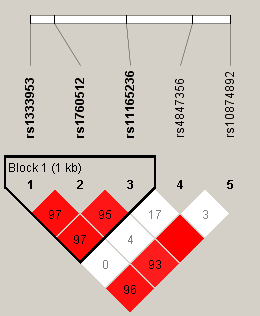 rs1333953
rs1760512
rs11165236
rs4847356
rs10874892
Block 1 (1 kb)
1 2 3 4 5
97 95 17 3
97 4
0 93
96